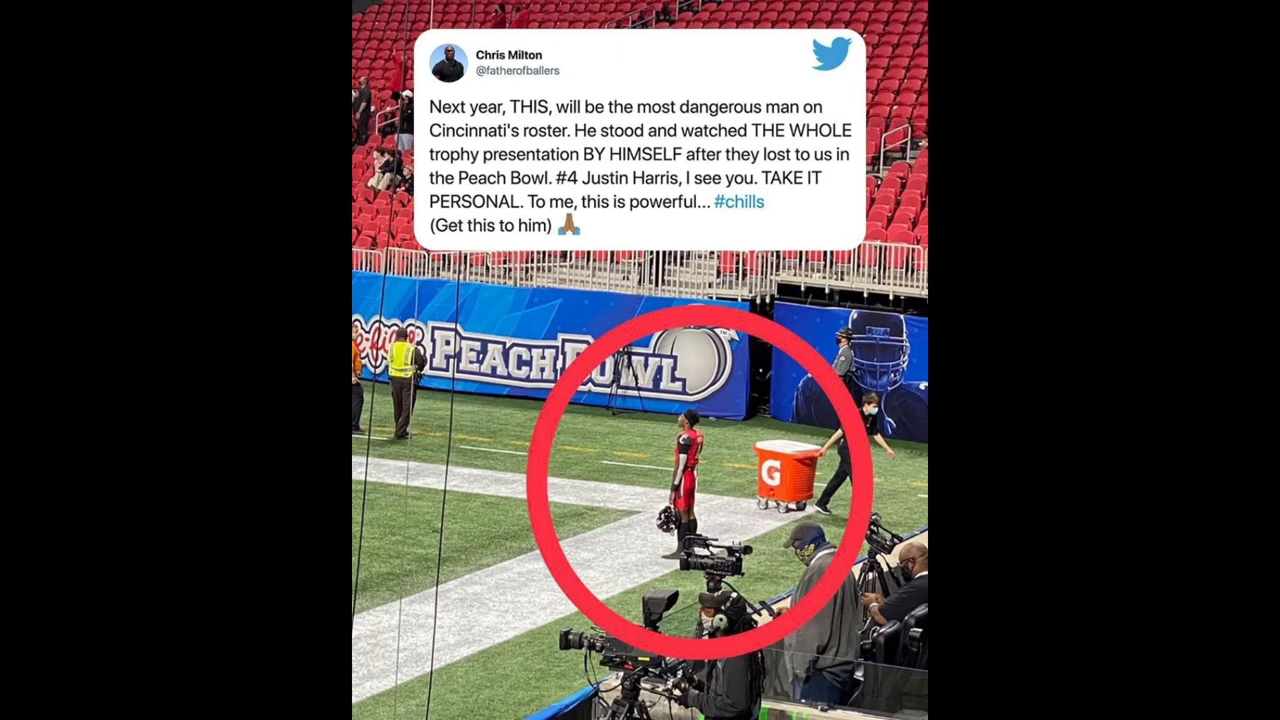 Chris Milton
@fatherofballers
Next year, THIS, will be the most dangerous man on
Cincinnati's roster. He stood and watched THE WHOLE
trophy presentation BY HIMSELF after they lost to us in
the Peach Bowl. #4 Justin Harris, I see you. TAKE IT
PERSONAL. To me, this is powerful... #chills
(Get this to him) 🙏🏾
PEACH BOWL
TM
G